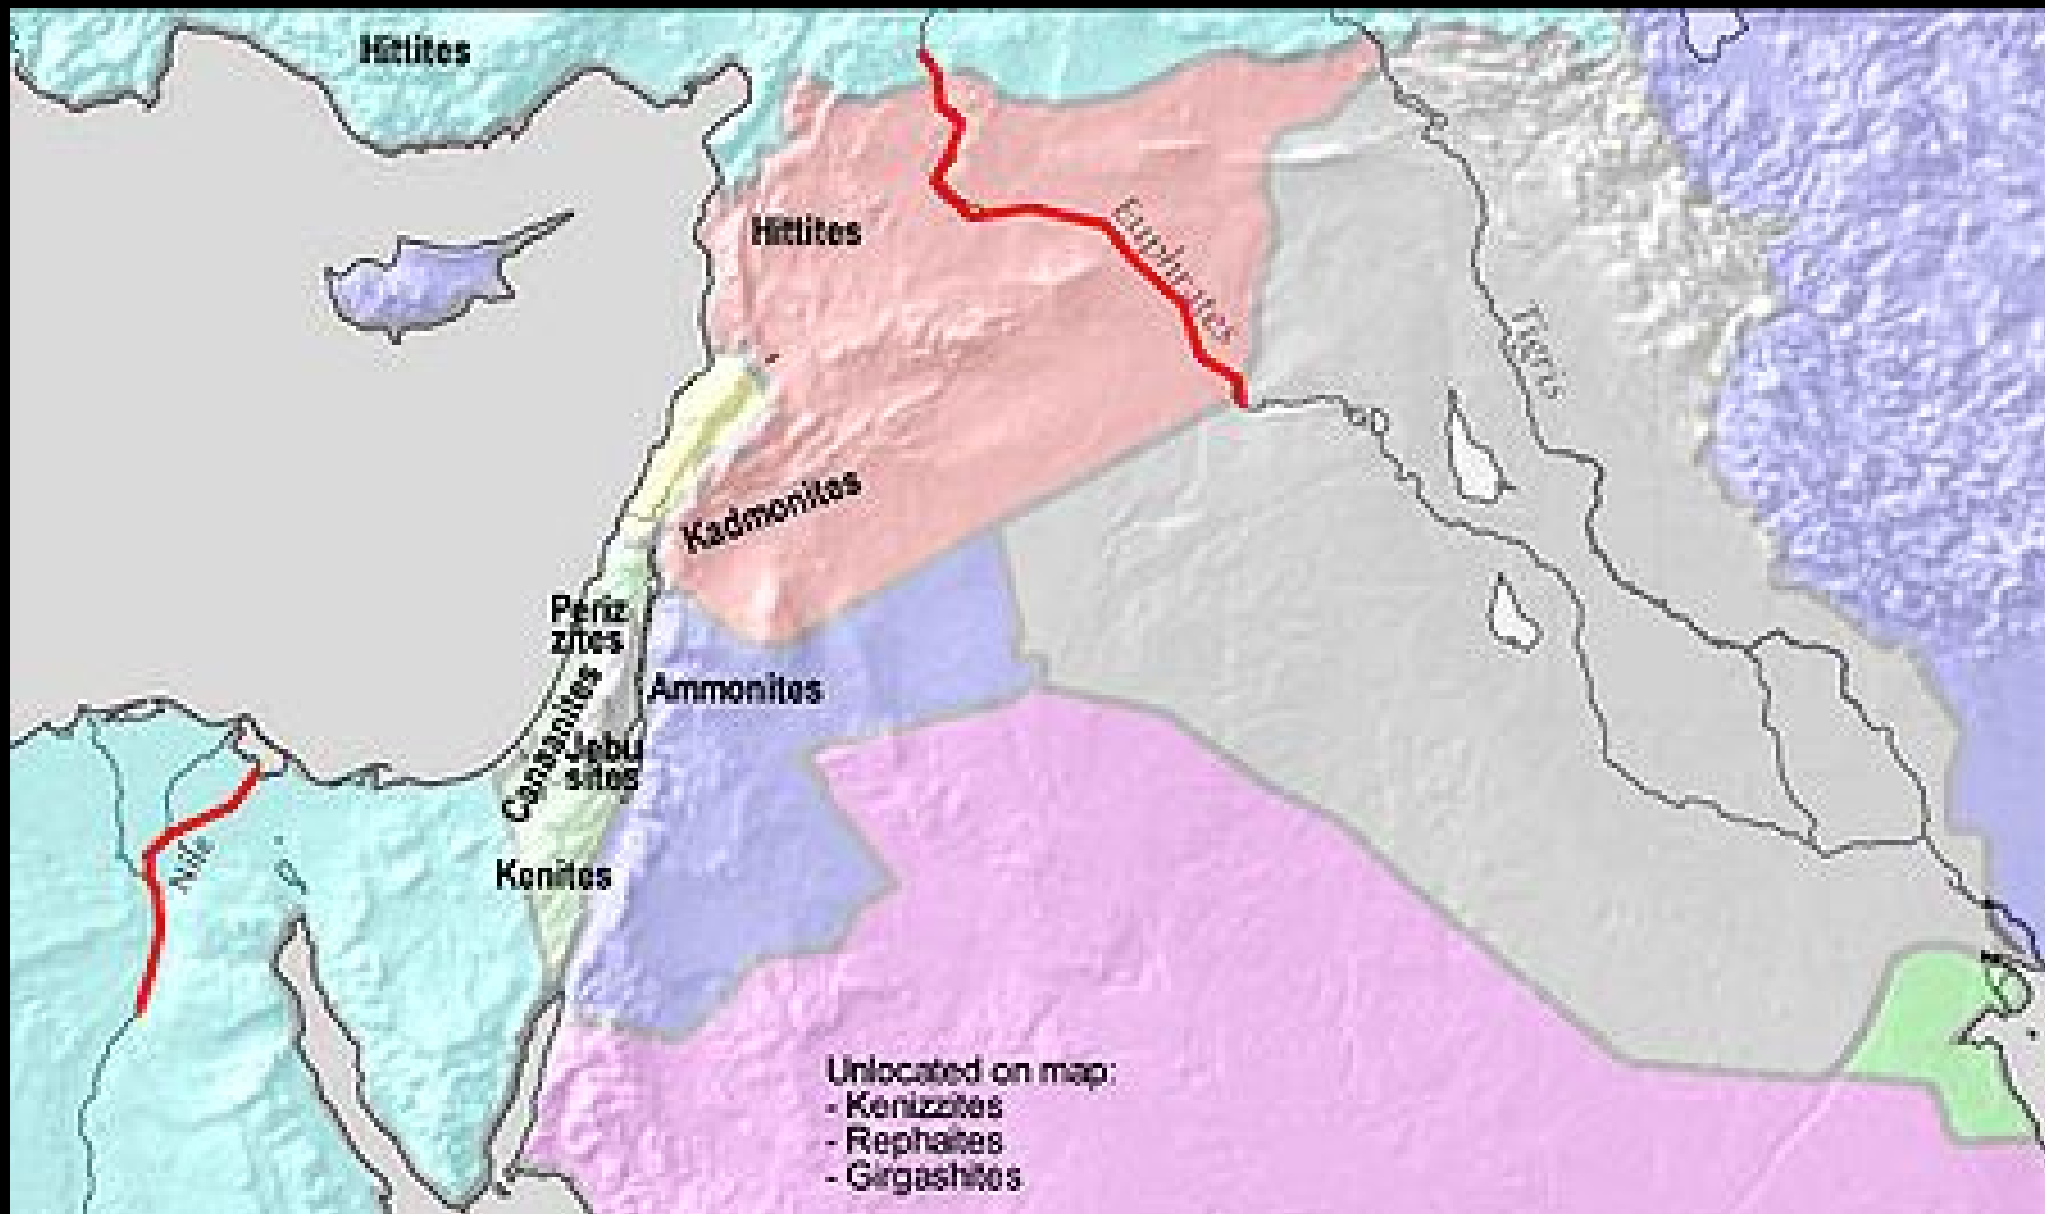 Hittites
Hittites
Euphrates
Tigris
Kadmonites
Periz
zites
Canaanites
Ammonites
Jebu
sites
Nile
Kenites
Unlocated on map:
- Kenizzites
- Rephaites
- Girgashites